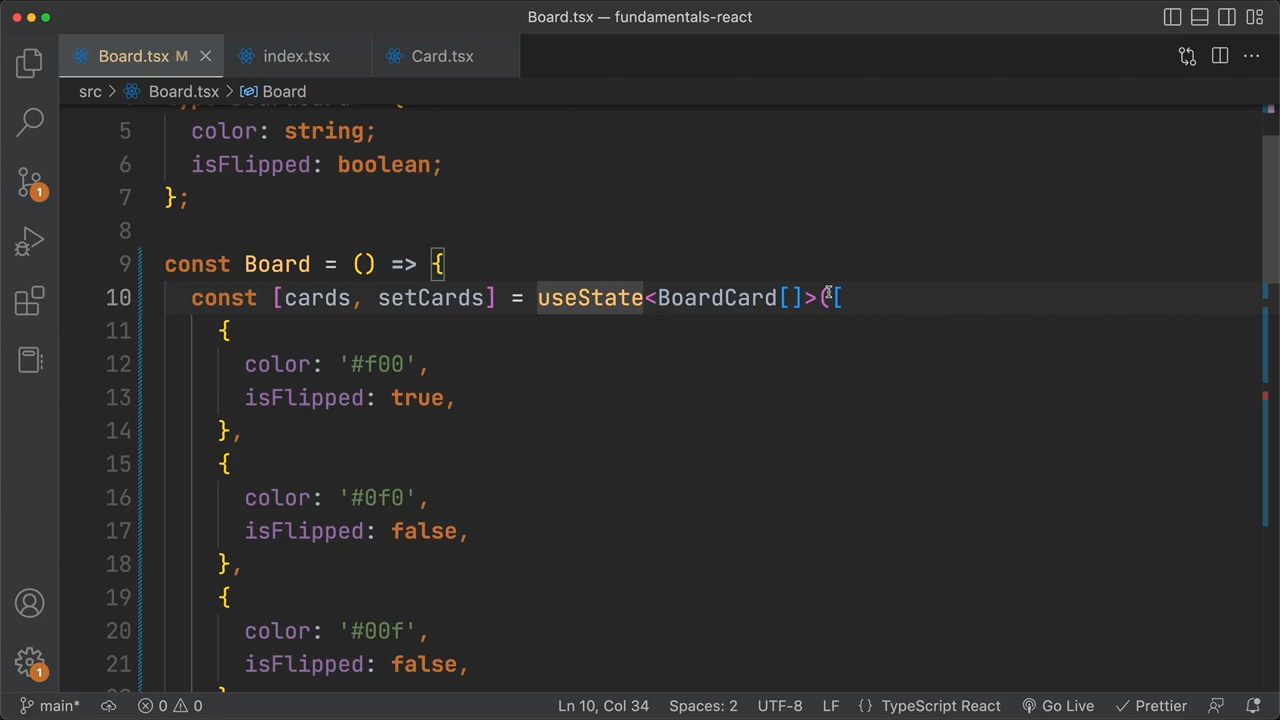 Board.tsx — fundamentals-react
Board.tsx M
index.tsx
Card.tsx
src > Board.tsx > Board
5 color: string;
6 isFlipped: boolean;
7 };
8
9 const Board = () => {
10 const [cards, setCards] = useState<BoardCard[]>([
11 {
12 color: '#f00',
13 isFlipped: true,
14 },
15 {
16 color: '#0f0',
17 isFlipped: false,
18 },
19 {
20 color: '#00f',
21 isFlipped: false,
1
1
main* 0 0 Ln 10, Col 34 Spaces: 2 UTF-8 LF {} TypeScript React Go Live Prettier